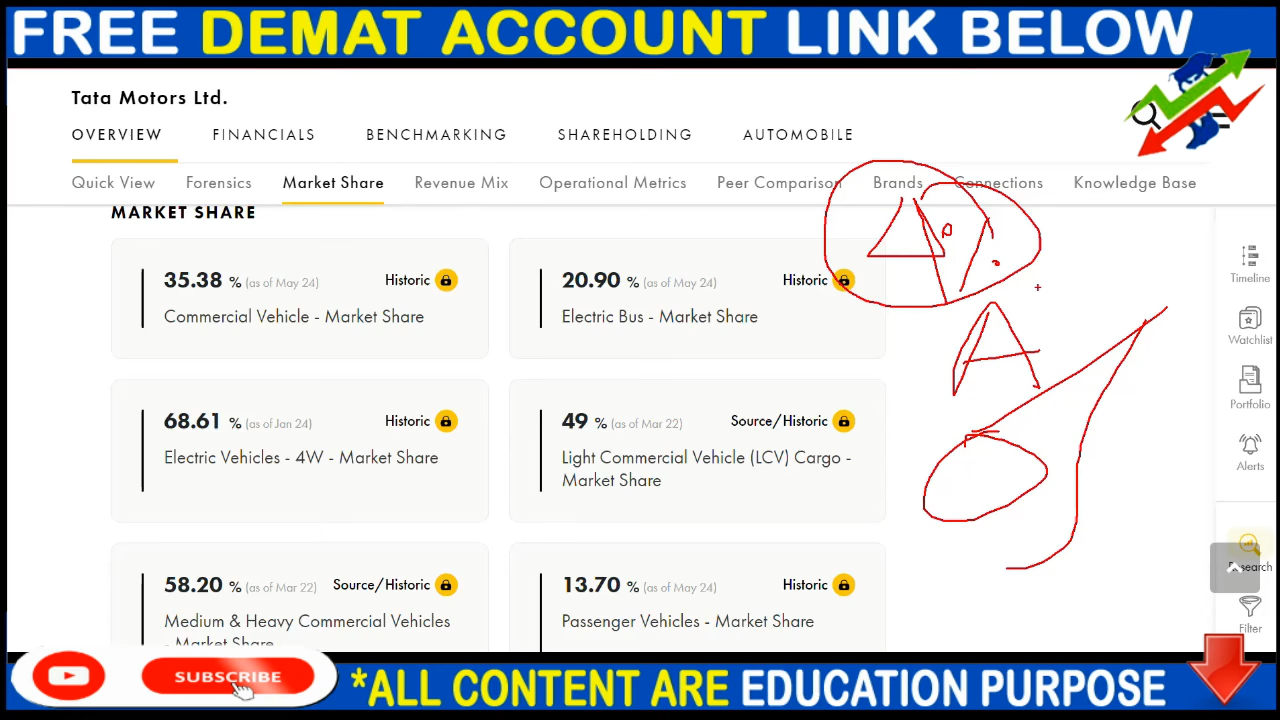 FREE DEMAT ACCOUNT LINK BELOW
Tata Motors Ltd.
OVERVIEW FINANCIALS BENCHMARKING SHAREHOLDING AUTOMOBILE
Quick View Forensics Market Share Revenue Mix Operational Metrics Peer Comparison Brands Connections Knowledge Base
MARKET SHARE
35.38 % (as of May 24) Historic
Commercial Vehicle - Market Share
20.90 % (as of May 24) Historic
Electric Bus - Market Share
68.61 % (as of Jan 24) Historic
Electric Vehicles - 4W - Market Share
49 % (as of Mar 22) Source/Historic
Light Commercial Vehicle (LCV) Cargo -
Market Share
58.20 % (as of Mar 22) Source/Historic
Medium & Heavy Commercial Vehicles
- Market Share
13.70 % (as of May 24) Historic
Passenger Vehicles - Market Share
Timeline
Watchlist
Portfolio
Alerts
Research
Filter
A
SUBSCRIBE
*ALL CONTENT ARE EDUCATION PURPOSE